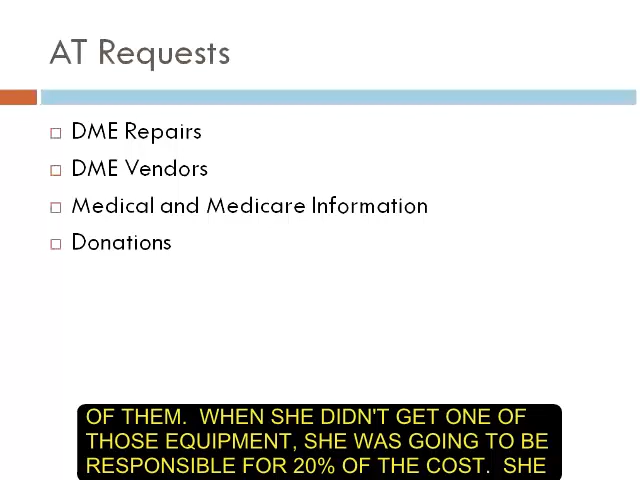 AT Requests
DME Repairs
DME Vendors
Medical and Medicare Information
Donations
OF THEM.  WHEN SHE DIDN'T GET ONE OF
THOSE EQUIPMENT, SHE WAS GOING TO BE
RESPONSIBLE FOR 20% OF THE COST.  SHE